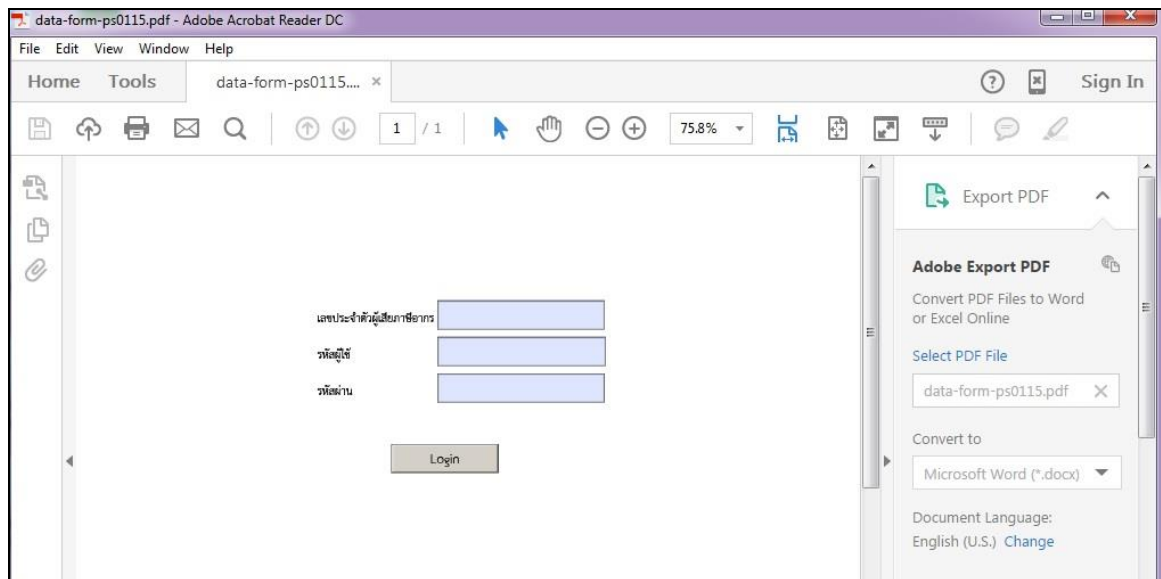 data-form-ps0115.pdf - Adobe Acrobat Reader DC
File Edit View Window Help
Home Tools data-form-ps0115.... × Sign In
1 / 1 75.8%
Export PDF
Adobe Export PDF
Convert PDF Files to Word
or Excel Online
Select PDF File
data-form-ps0115.pdf
Convert to
Microsoft Word (*.docx)
Document Language:
English (U.S.) Change
เลขประจำตัวผู้เสียภาษีอากร
รหัสผู้ใช้
รหัสผ่าน
Login